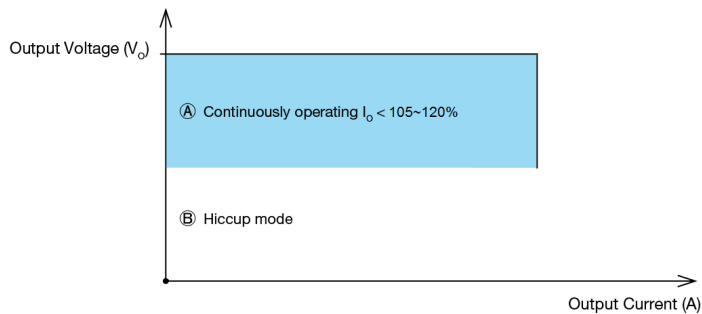 Output Voltage (Vo)
Ⓐ Continuously operating Io < 105~120%
Ⓑ Hiccup mode
Output Current (A)